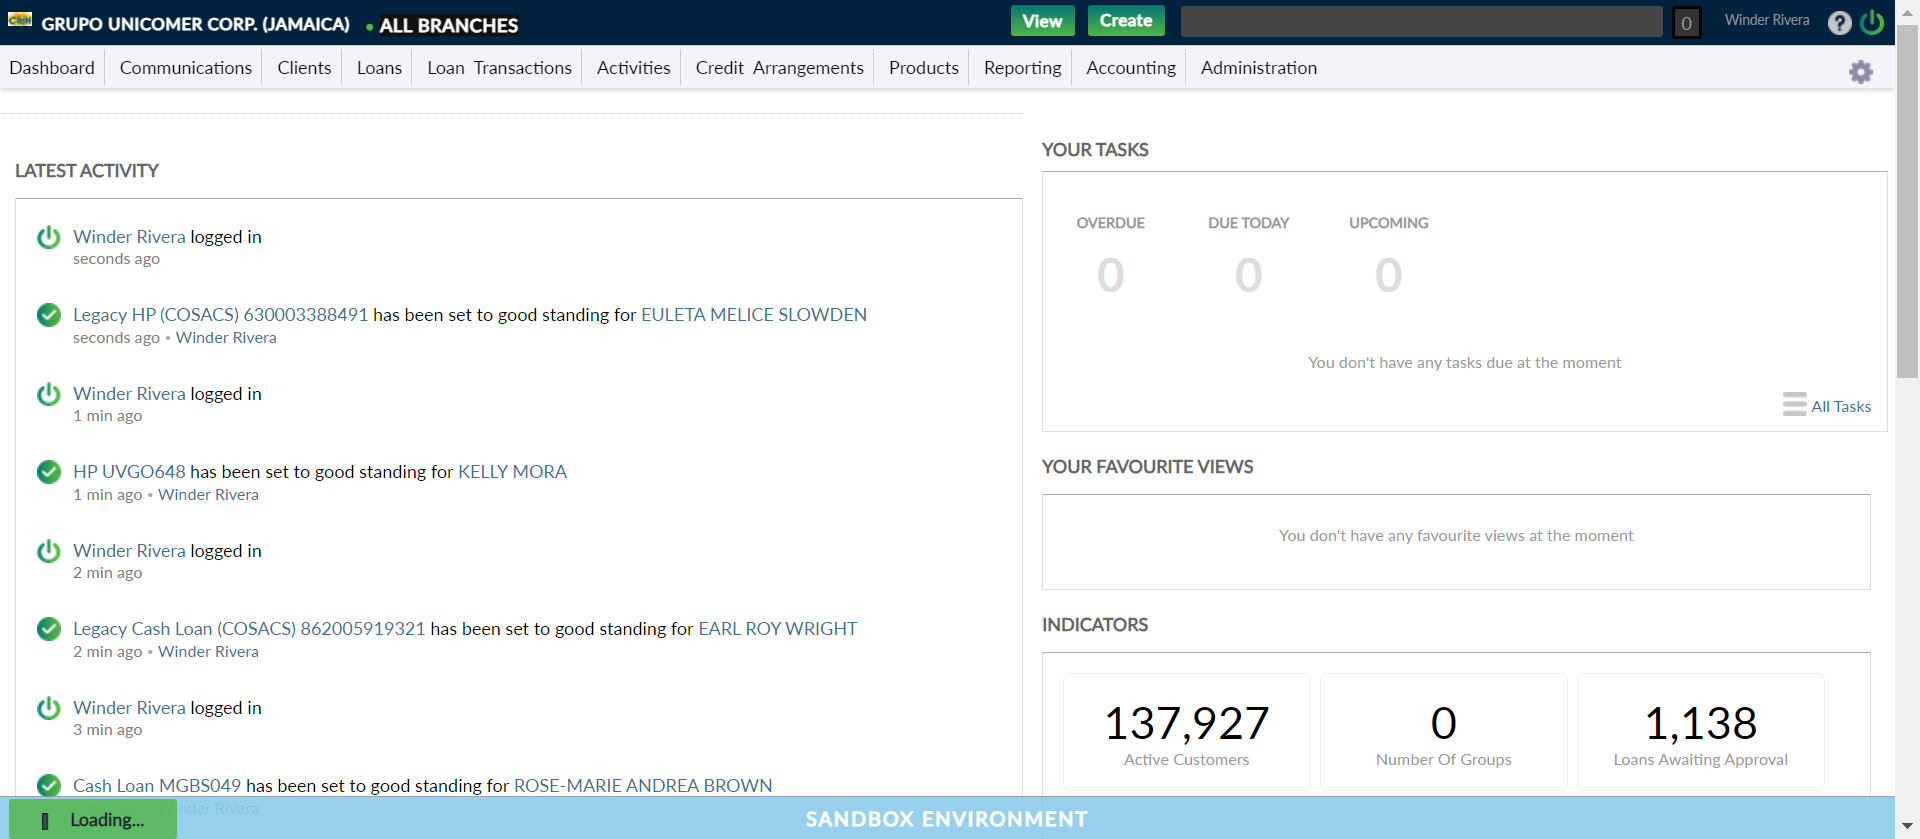 Cash
GRUPO UNICOMER CORP. (JAMAICA) • ALL BRANCHES
View
Create
0
Winder Rivera
?
Dashboard
Communications
Clients
Loans
Loan Transactions
Activities
Credit Arrangements
Products
Reporting
Accounting
Administration
LATEST ACTIVITY
Winder Rivera logged in
seconds ago
Legacy HP (COSACS) 630003388491 has been set to good standing for EULETA MELICE SLOWDEN
seconds ago • Winder Rivera
Winder Rivera logged in
1 min ago
HP UVGO648 has been set to good standing for KELLY MORA
1 min ago • Winder Rivera
Winder Rivera logged in
2 min ago
Legacy Cash Loan (COSACS) 862005919321 has been set to good standing for EARL ROY WRIGHT
2 min ago • Winder Rivera
Winder Rivera logged in
3 min ago
Cash Loan MGBS049 has been set to good standing for ROSE-MARIE ANDREA BROWN
nder Rivera
YOUR TASKS
OVERDUE
0
DUE TODAY
0
UPCOMING
0
You don't have any tasks due at the moment
All Tasks
YOUR FAVOURITE VIEWS
You don't have any favourite views at the moment
INDICATORS
137,927
Active Customers
0
Number Of Groups
1,138
Loans Awaiting Approval
Loading...
SANDBOX ENVIRONMENT